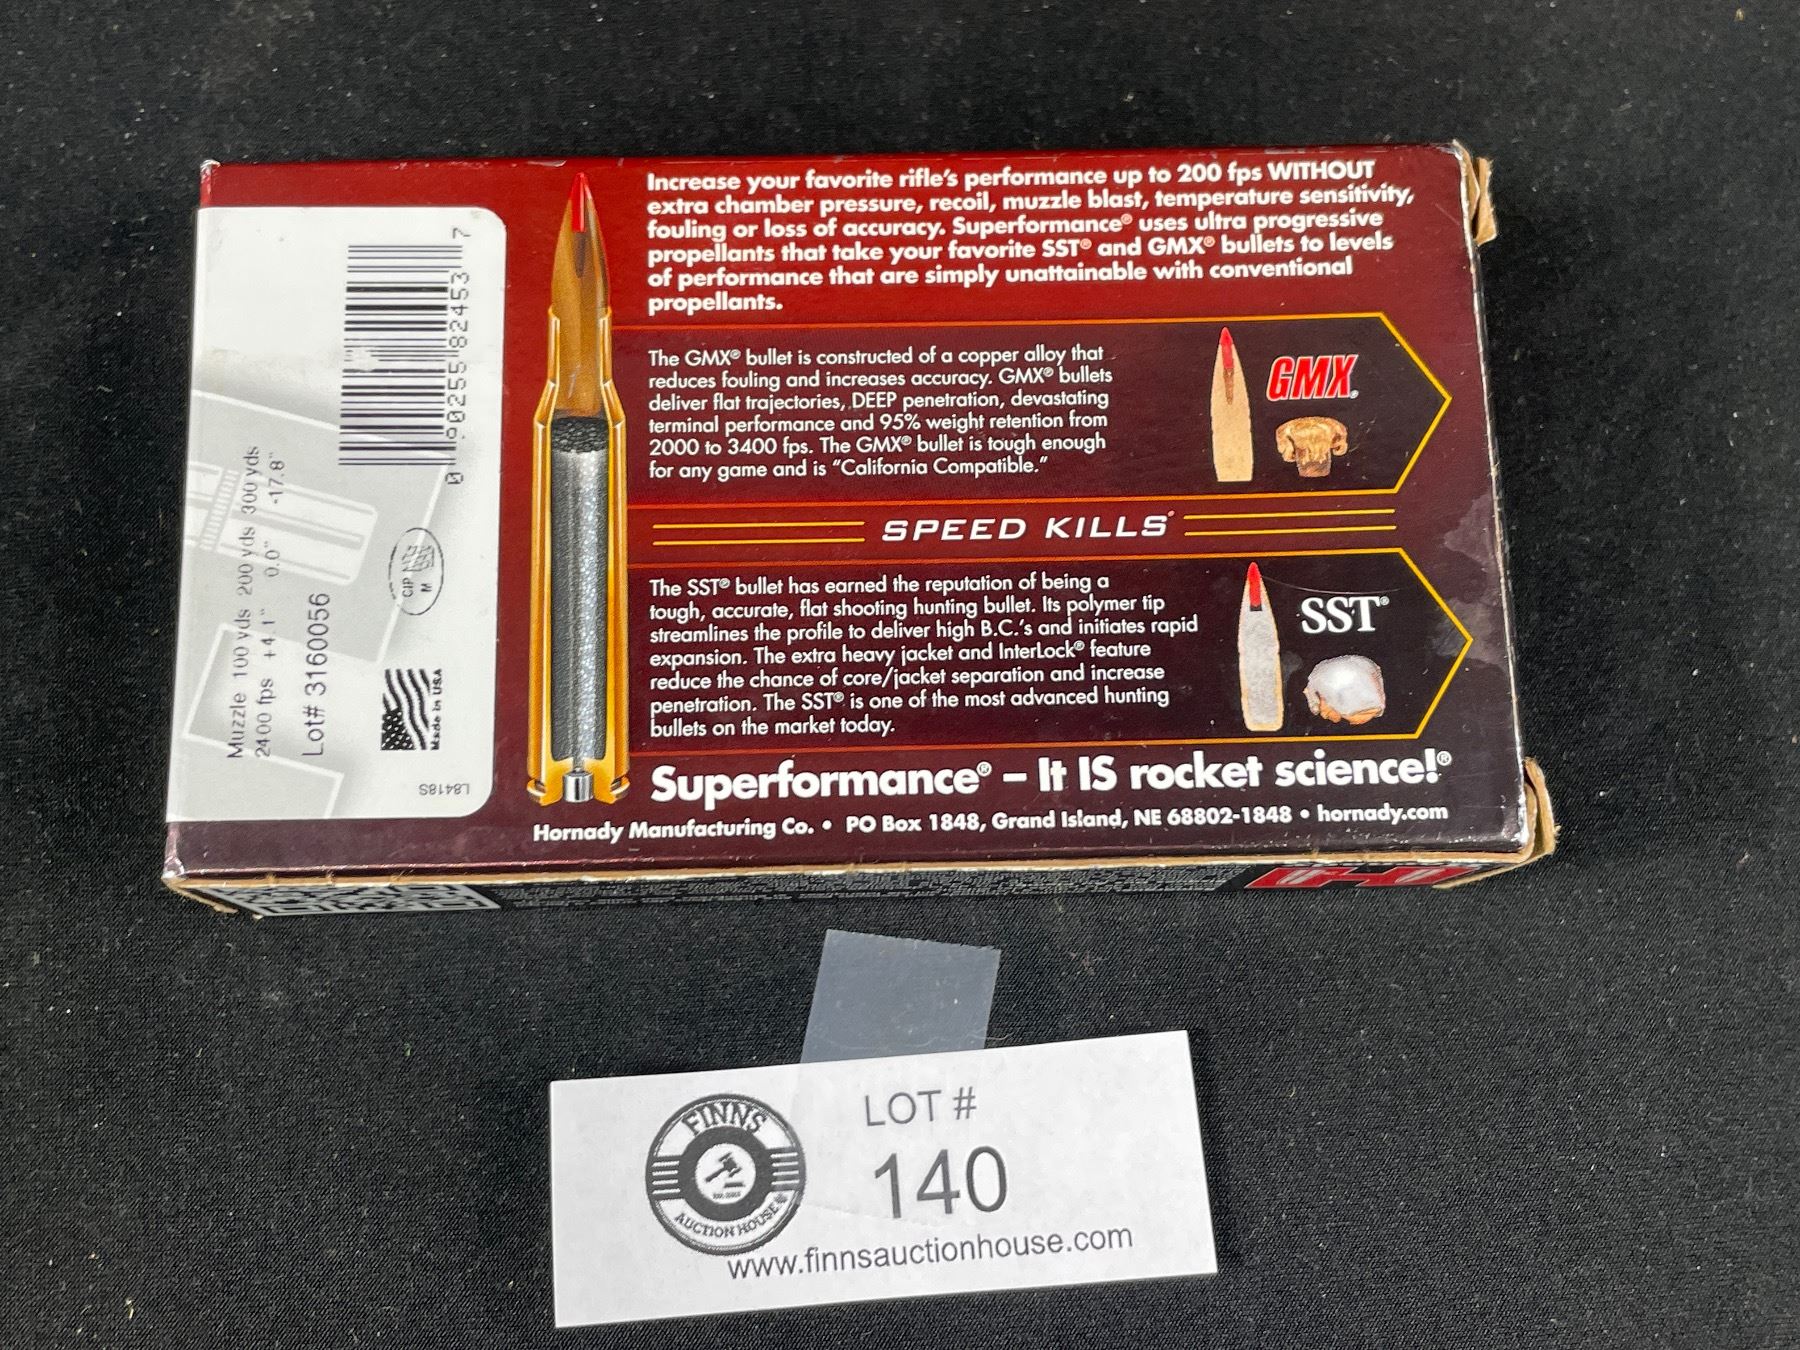 Increase your favorite rifle's performance up to 200 fps WITHOUT
extra chamber pressure, recoil, muzzle blast, temperature sensitivity,
fouling or loss of accuracy. Superformance® uses ultra progressive
propellants that take your favorite SST® and GMX® bullets to levels
of performance that are simply unattainable with conventional
propellants.
The GMX® bullet is constructed of a copper alloy that
reduces fouling and increases accuracy. GMX® bullets
deliver flat trajectories, DEEP penetration, devastating
terminal performance and 95% weight retention from
2000 to 3400 fps. The GMX® bullet is tough enough
for any game and is "California Compatible."
GMX®
SPEED KILLS
The SST® bullet has earned the reputation of being a
tough, accurate, flat shooting hunting bullet. Its polymer tip
streamlines the profile to deliver high B.C.'s and initiates rapid
expansion. The extra heavy jacket and InterLock® feature
reduce the chance of core/jacket separation and increase
penetration. The SST® is one of the most advanced hunting
bullets on the market today.
SST®
Superformance® – It IS rocket science!®
Hornady Manufacturing Co. • PO Box 1848, Grand Island, NE 68802-1848 • hornady.com
Muzzle 100 yds 200 yds 300 yds
2400 fps +4.1" 0.0" -17.8"
Lot# 3160056
0 90255 82453 7
CIP
M
Made in USA
L8418S
FINNS
AUCTION HOUSE
LOT #
140
www.finnsauctionhouse.com